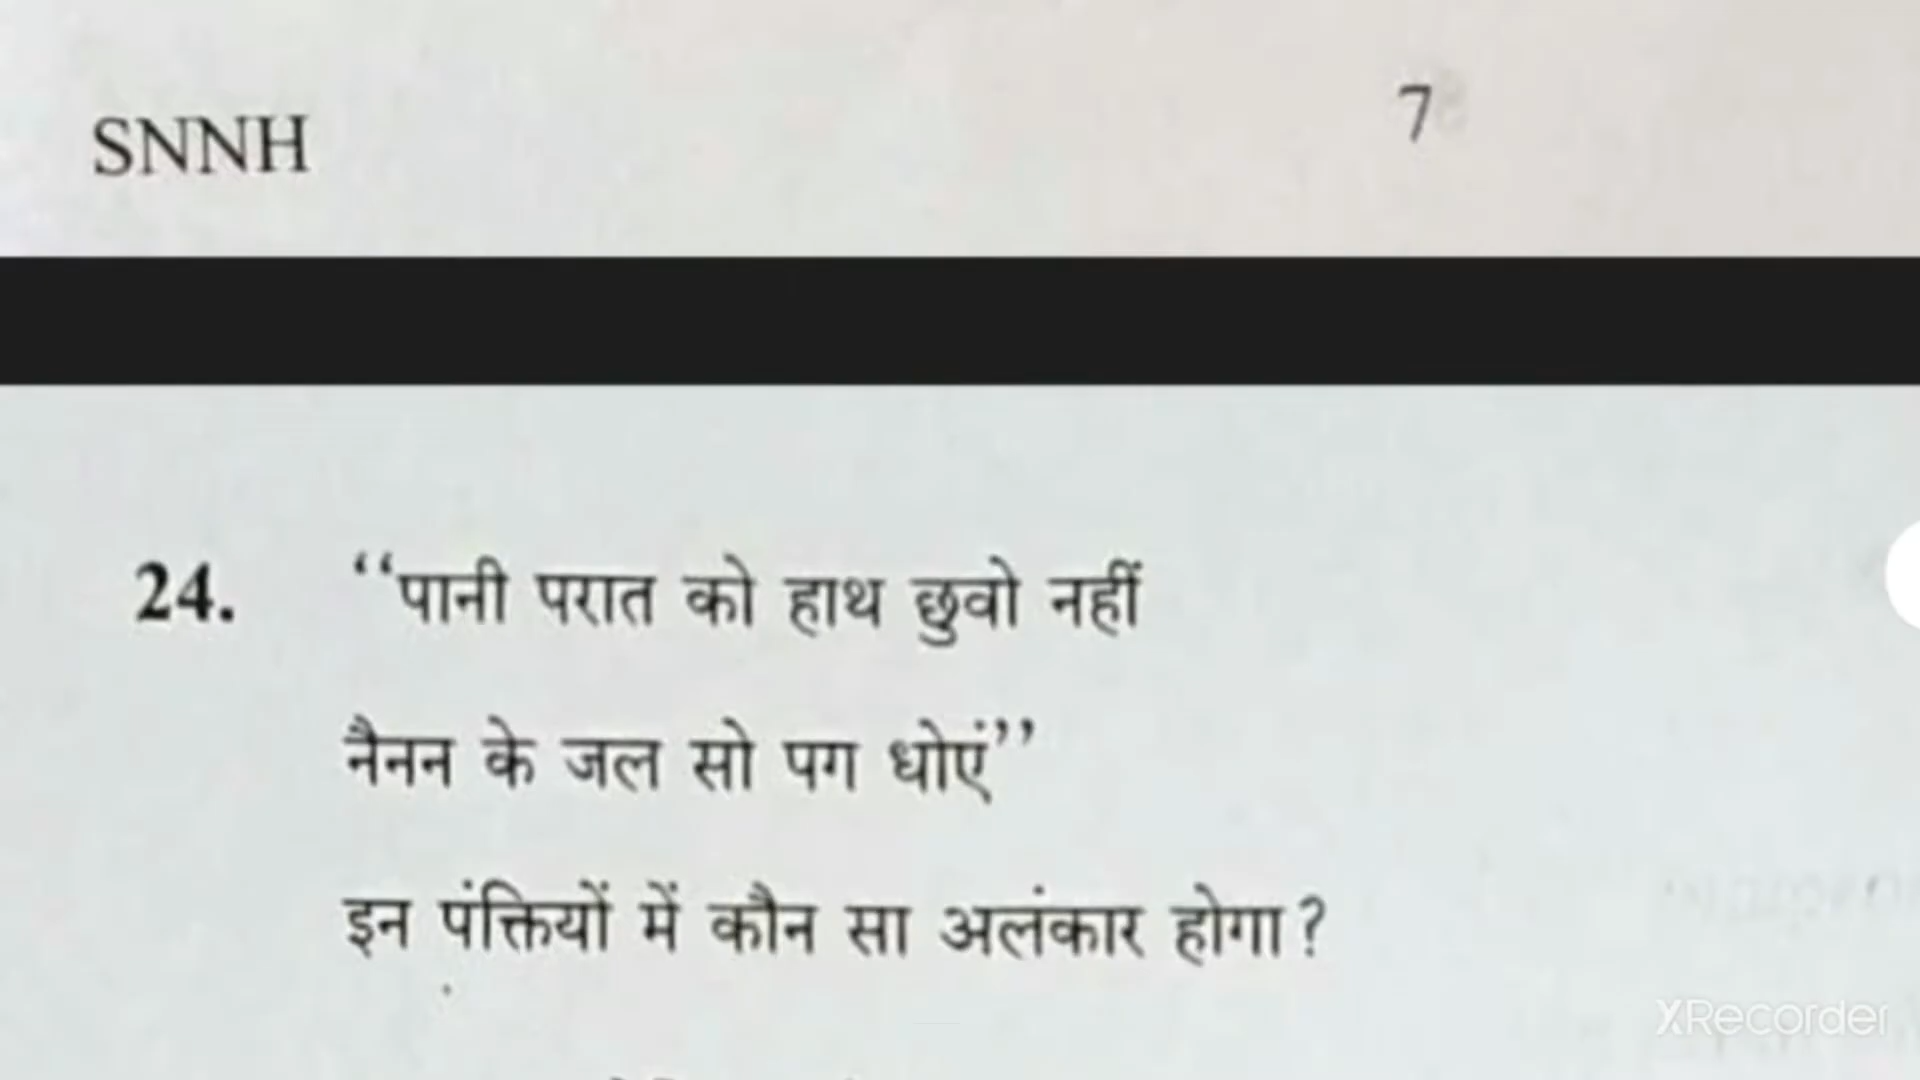 SNNH
7
24. ‘‘पानी परात को हाथ छुवो नहीं
नैनन के जल सो पग धोएं’’
इन पंक्तियों में कौन सा अलंकार होगा?
XRecorder